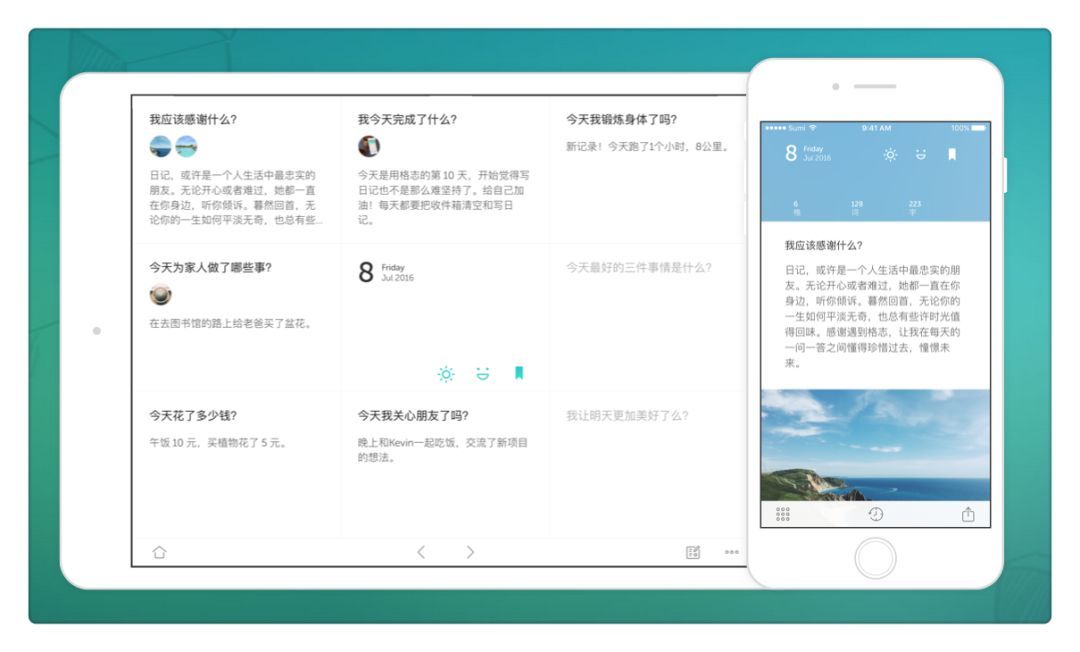 我应该感谢什么?
日记，或许是一个人生活中最忠实的
朋友。无论开心或者难过，她都一直
在你身边，听你倾诉。暮然回首，无
论你的一生如何平淡无奇，也总有些...
我今天完成了什么?
今天是用格志的第 10 天，开始觉得写
日记也不是那么难坚持了。给自己加
油！每天都要把收件箱清空和写日
记。
今天我锻炼身体了吗?
新记录！今天跑了1个小时，8公里。
今天为家人做了哪些事?
在去图书馆的路上给老爸买了盆花。
8 Friday
Jul 2016
今天最好的三件事情是什么?
今天花了多少钱?
午饭 10 元，买植物花了 5 元。
今天我关心朋友了吗?
晚上和Kevin一起吃饭，交流了新项目
的想法。
我让明天更加美好了么?
Sumi 9:41 AM 100%
8 Friday
Jul 2016
6 128 223
格 词 字
我应该感谢什么?
日记，或许是一个人生活中最忠实的朋
友。无论开心或者难过，她都一直在你
身边，听你倾诉。暮然回首，无论你的
一生如何平淡无奇，也总有些许时光值
得回味。感谢遇到格志，让我在每天的
一问一答之间懂得珍惜过去，憧憬未
来。